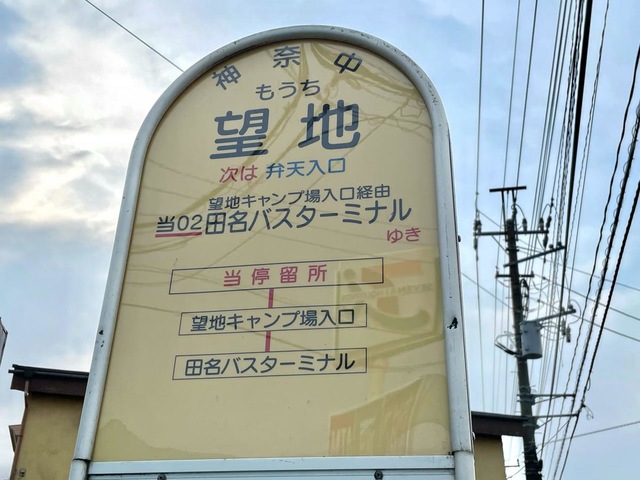 神奈中
もうち
望地
次は 弁天入口
望地キャンプ場入口経由
当02田名バスターミナル
ゆき
当停留所
望地キャンプ場入口
田名バスターミナル